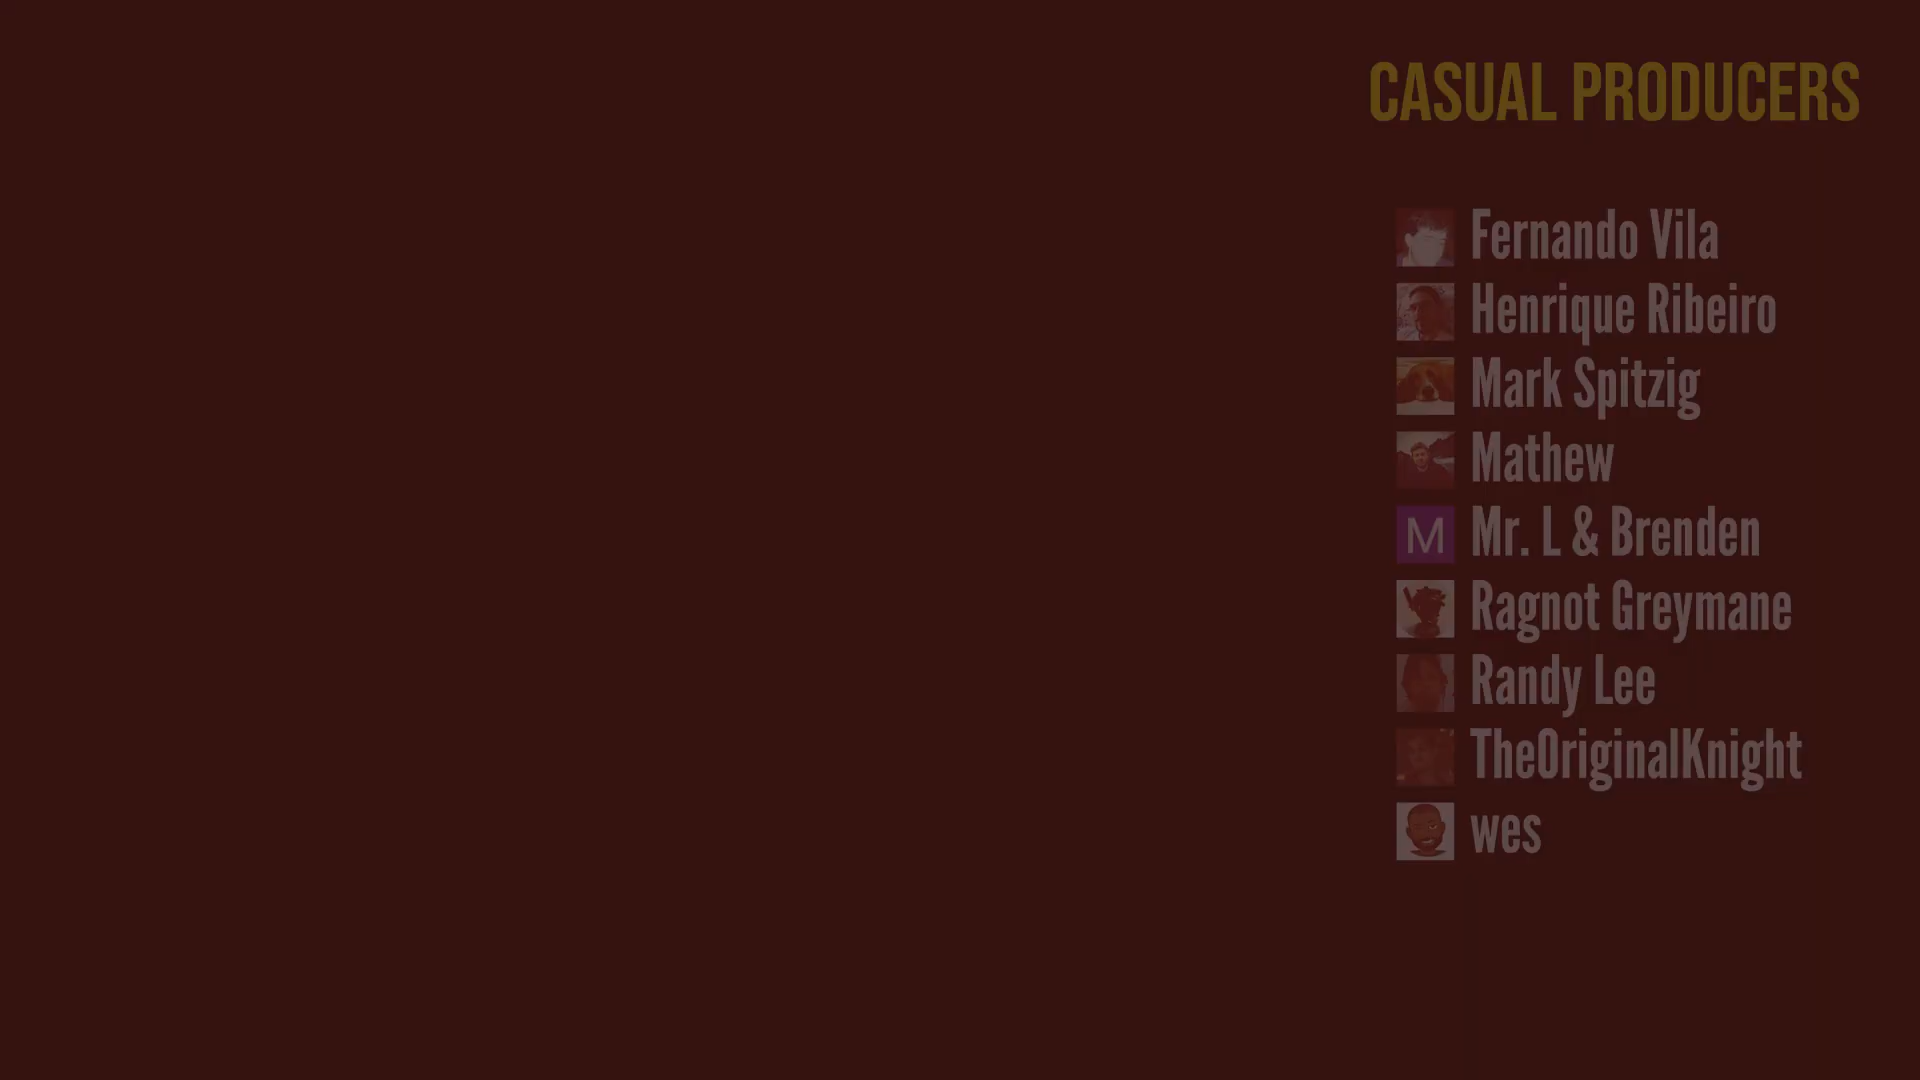 CASUAL PRODUCERS
Fernando Vila
Henrique Ribeiro
Mark Spitzig
Mathew
M Mr. L & Brenden
Ragnot Greymane
Randy Lee
TheOriginalKnight
wes